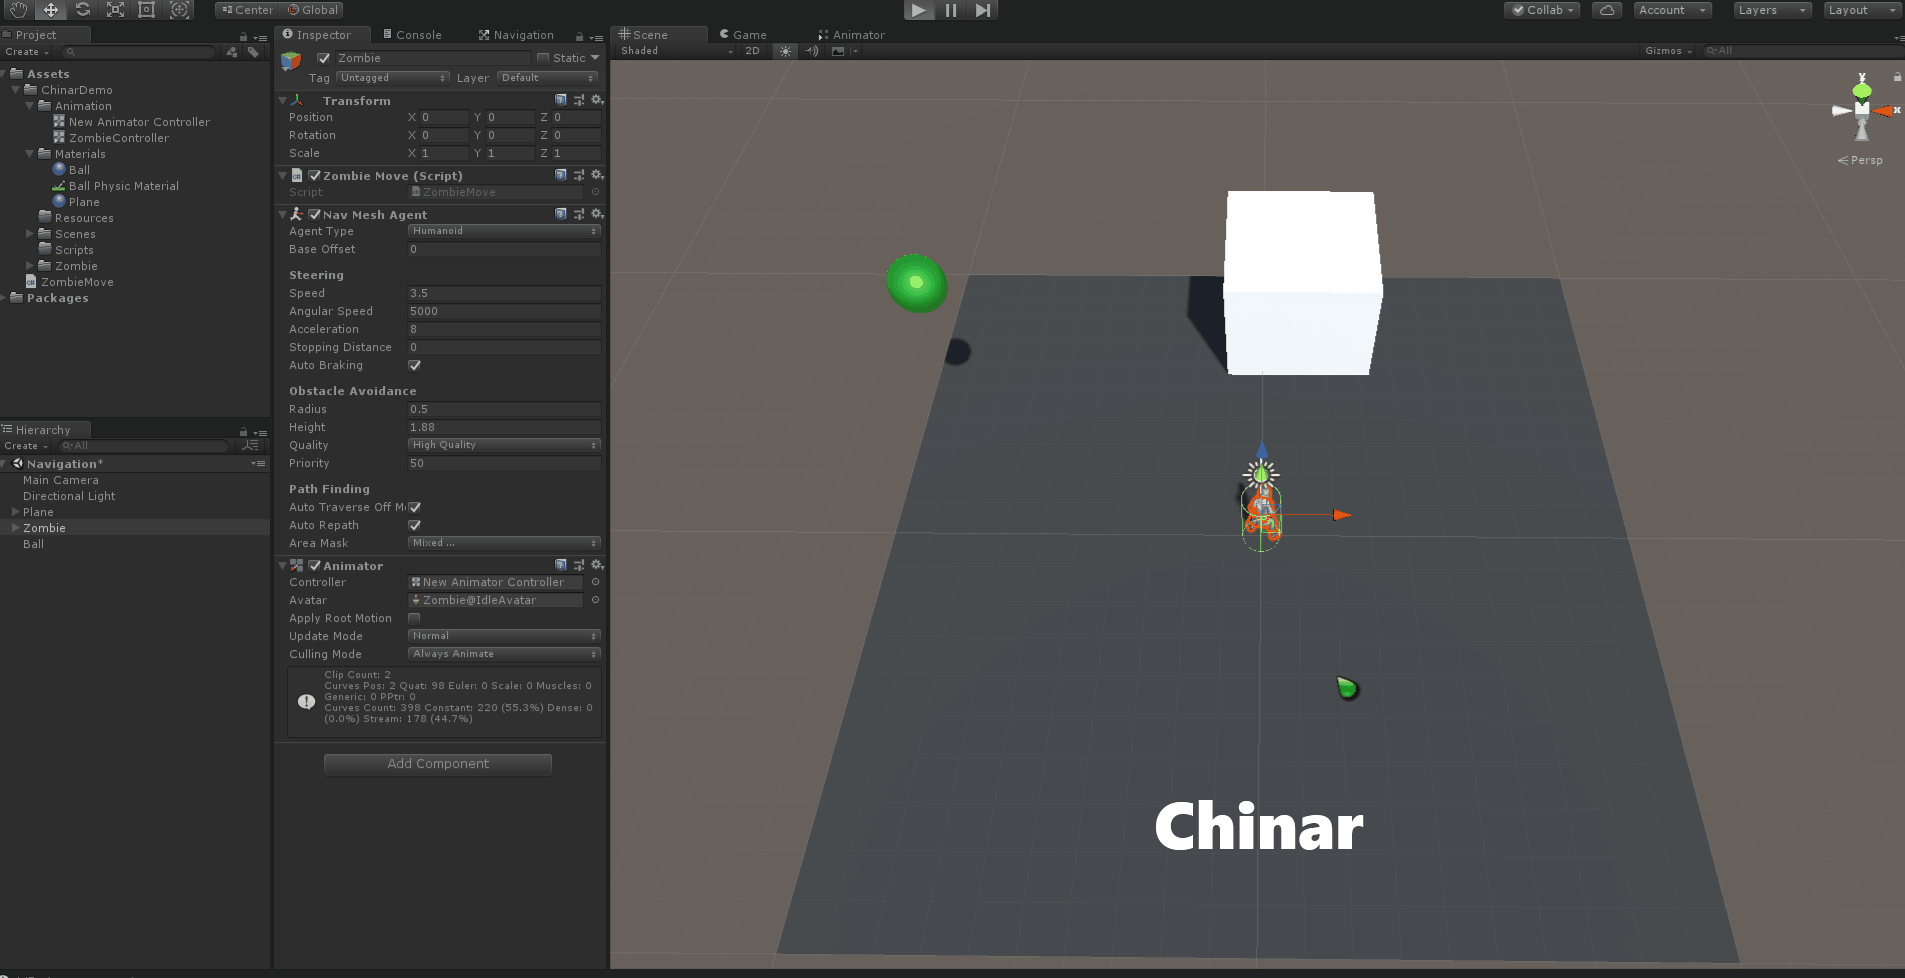 Center Global
Collab Account Layers Layout
Project
Create
Assets
ChinarDemo
Animation
New Animator Controller
ZombieController
Materials
Ball
Ball Physic Material
Plane
Resources
Scenes
Scripts
Zombie
ZombieMove
Packages
Hierarchy
Create All
Navigation*
Main Camera
Directional Light
Plane
Zombie
Ball
Inspector Console Navigation
Zombie Static
Tag Untagged Layer Default
Transform
Position X 0 Y 0 Z 0
Rotation X 0 Y 0 Z 0
Scale X 1 Y 1 Z 1
Zombie Move (Script)
Script ZombieMove
Nav Mesh Agent
Agent Type Humanoid
Base Offset 0
Steering
Speed 3.5
Angular Speed 5000
Acceleration 8
Stopping Distance 0
Auto Braking
Obstacle Avoidance
Radius 0.5
Height 1.88
Quality High Quality
Priority 50
Path Finding
Auto Traverse Off M
Auto Repath
Area Mask Mixed ...
Animator
Controller New Animator Controller
Avatar Zombie@IdleAvatar
Apply Root Motion
Update Mode Normal
Culling Mode Always Animate
Clip Count: 2
Curves Pos: 2 Quat: 98 Euler: 0 Scale: 0 Muscles: 0
Generic: 0 PPtr: 0
Curves Count: 398 Constant: 220 (55.3%) Dense: 0
(0.0%) Stream: 178 (44.7%)
Add Component
Scene Game Animator
Shaded 2D Gizmos All
y
x
Persp
Chinar